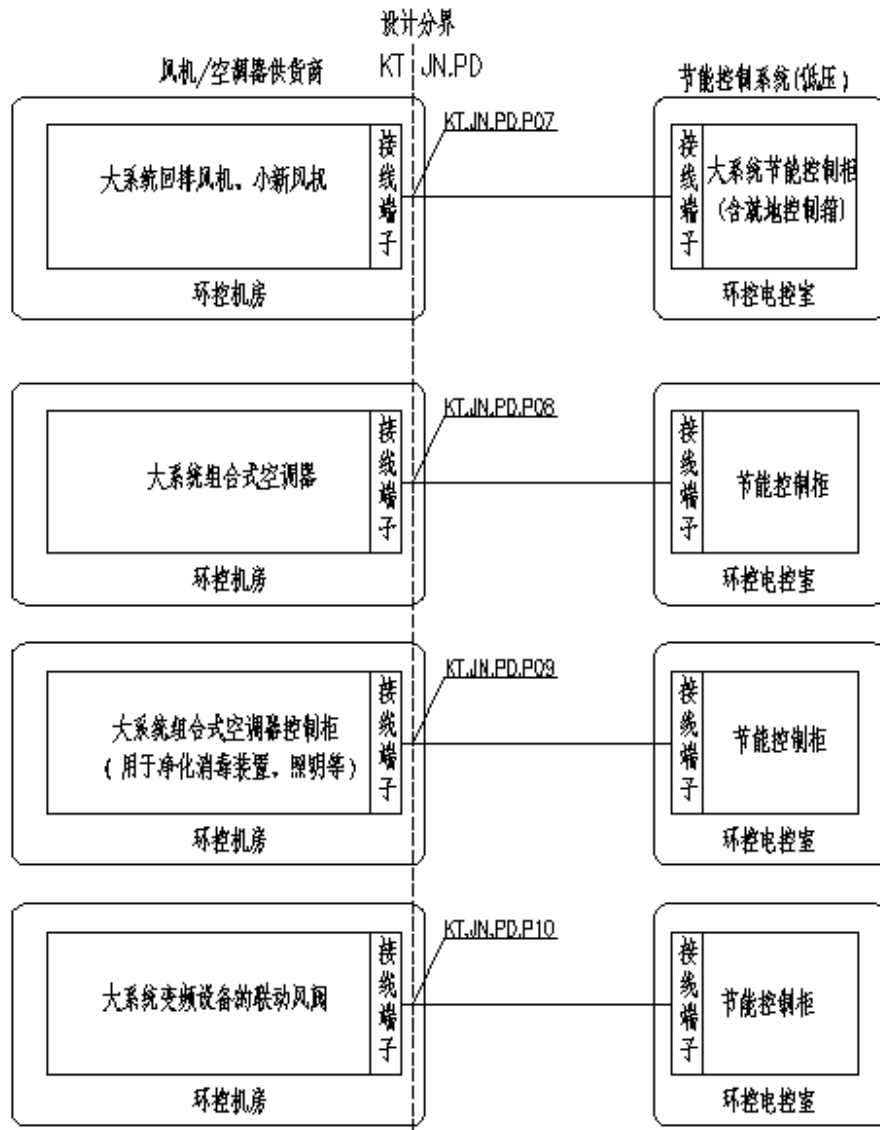 设计分界
风机/空调器供货商
KT
JN.PD
节能控制系统(低压)
KT.JN.PD.P07
大系统回排风机、小新风机
接线端子
环控机房
接线端子
大系统节能控制柜
(含就地控制箱)
环控电控室
KT.JN.PD.P08
大系统组合式空调器
接线端子
环控机房
接线端子
节能控制柜
环控电控室
KT.JN.PD.P09
大系统组合式空调器控制柜
(用于净化消毒装置、照明等)
接线端子
环控机房
接线端子
节能控制柜
环控电控室
KT.JN.PD.P10
大系统变频设备的联动风阀
接线端子
环控机房
接线端子
节能控制柜
环控电控室